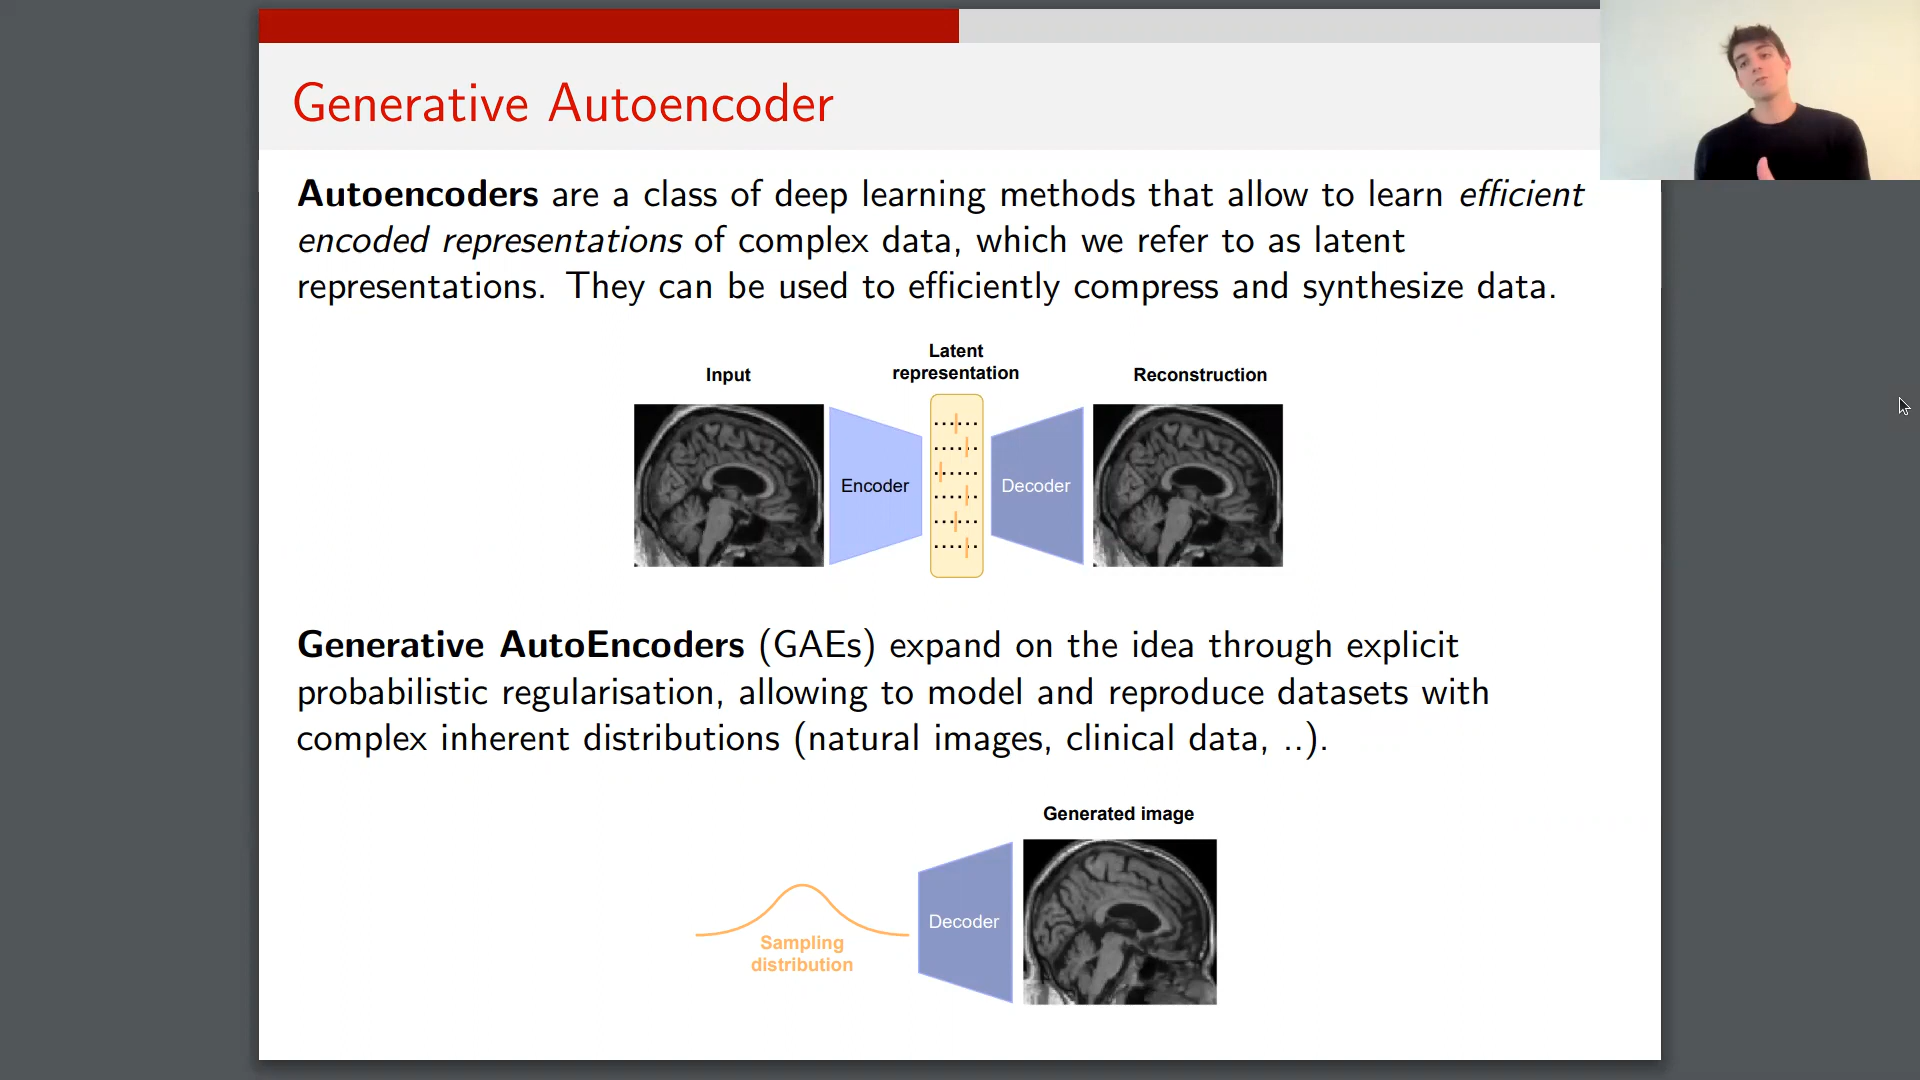 Generative Autoencoder
Autoencoders are a class of deep learning methods that allow to learn efficient
encoded representations of complex data, which we refer to as latent
representations. They can be used to efficiently compress and synthesize data.
Latent
representation
Input
Reconstruction
Encoder
Decoder
Generative AutoEncoders (GAEs) expand on the idea through explicit
probabilistic regularisation, allowing to model and reproduce datasets with
complex inherent distributions (natural images, clinical data, ..).
Generated image
Decoder
Sampling
distribution